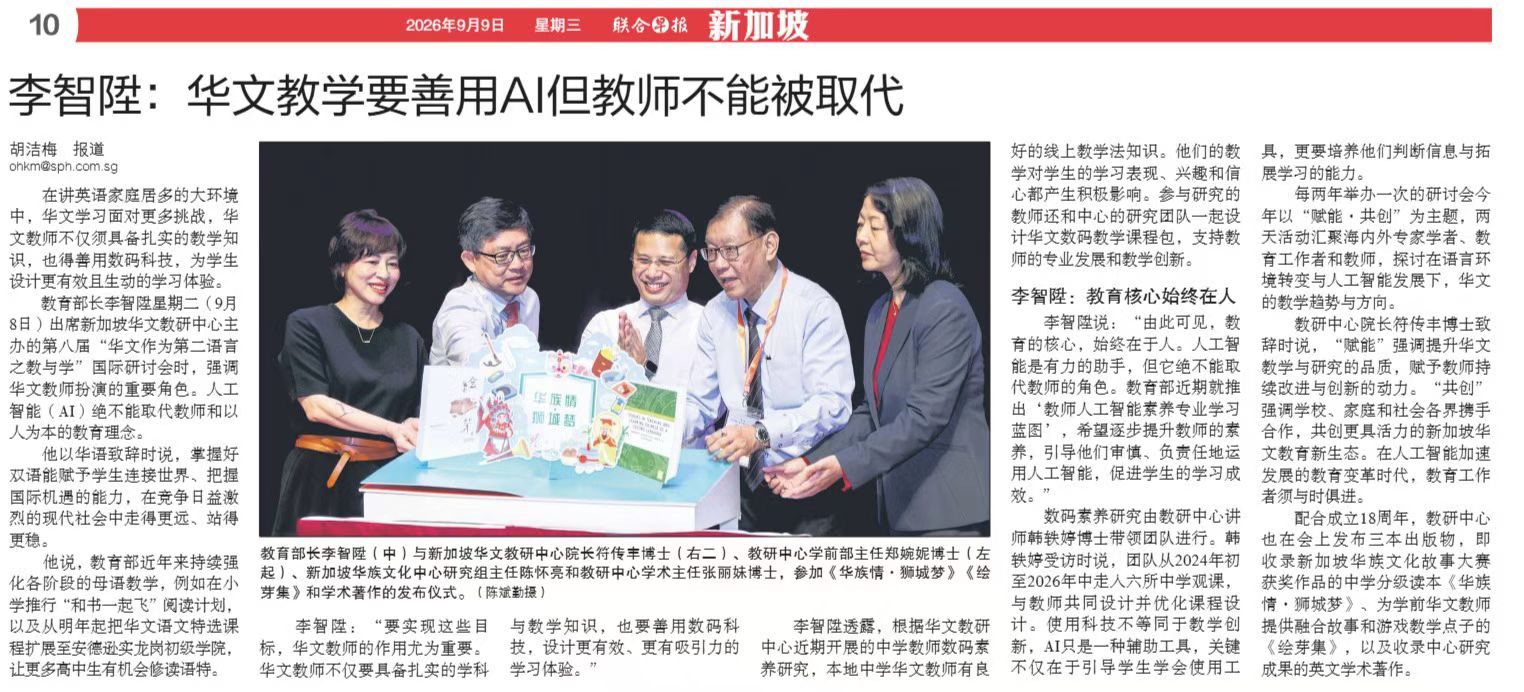 10
2026年9月9日 星期三 联合早报 新加坡
李智陞：华文教学要善用AI但教师不能被取代
胡洁梅 报道
ohkm@sph.com.sg
在讲英语家庭居多的大环境
中，华文学习面对更多挑战，华
文教师不仅须具备扎实的教学知
识，也得善用数码科技，为学生
设计更有效且生动的学习体验。
教育部长李智陞星期二（9月
8日）出席新加坡华文教研中心主
办的第八届“华文作为第二语言
之教与学”国际研讨会时，强调
华文教师扮演的重要角色。人工
智能（AI）绝不能取代教师和以
人为本的教育理念。
他以华语致辞时说，掌握好
双语能赋予学生连接世界、把握
国际机遇的能力，在竞争日益激
烈的现代社会中走得更远、站得
更稳。
他说，教育部近年来持续强
化各阶段的母语教学，例如在小
学推行“和书一起飞”阅读计划，
以及从明年起把华文语文特选课
程扩展至安德逊实龙岗初级学院，
让更多高中生有机会修读语特。
华族情
狮城梦
教育部长李智陞（中）与新加坡华文教研中心院长符传丰博士（右二）、教研中心学前部主任郑婉妮博士（左
起）、新加坡华族文化中心研究组主任陈怀亮和教研中心学术主任张丽妹博士，参加《华族情·狮城梦》《绘
芽集》和学术著作的发布仪式。（陈斌勤摄）
李智陞：“要实现这些目
标，华文教师的作用尤为重要。
华文教师不仅要具备扎实的学科
与教学知识，也要善用数码科
技，设计更有效、更有吸引力的
学习体验。”
李智陞透露，根据华文教研
中心近期开展的中学教师数码素
养研究，本地中学华文教师有良
好的线上教学法知识。他们的教
学对学生的学习表现、兴趣和信
心都产生积极影响。参与研究的
教师还和中心的研究团队一起设
计华文数码教学课程包，支持教
师的专业发展和教学创新。
李智陞：教育核心始终在人
李智陞说：“由此可见，教
育的核心，始终在于人。人工智
能是有力的助手，但它绝不能取
代教师的角色。教育部近期就推
出‘教师人工智能素养专业学习
蓝图’，希望逐步提升教师的素
养，引导他们审慎、负责任地运
用人工智能，促进学生的学习成
效。”
数码素养研究由教研中心讲
师韩轶婷博士带领团队进行。韩
轶婷受访时说，团队从2024年初
至2026年中走入六所中学观课，
与教师共同设计并优化课程设
计。使用科技不等同于教学创
新，AI只是一种辅助工具，关键
不仅在于引导学生学会使用工
具，更要培养他们判断信息与拓
展学习的能力。
每两年举办一次的研讨会今
年以“赋能·共创”为主题，两
天活动汇聚海内外专家学者、教
育工作者和教师，探讨在语言环
境转变与人工智能发展下，华文
的教学趋势与方向。
教研中心院长符传丰博士致
辞时说，“赋能”强调提升华文
教学与研究的品质，赋予教师持
续改进与创新的动力。“共创”
强调学校、家庭和社会各界携手
合作，共创更具活力的新加坡华
文教育新生态。在人工智能加速
发展的教育变革时代，教育工作
者须与时俱进。
配合成立18周年，教研中心
也在会上发布三本出版物，即
收录新加坡华族文化故事大赛
获奖作品的中学分级读本《华族
情·狮城梦》、为学前华文教师
提供融合故事和游戏教学点子的
《绘芽集》，以及收录中心研究
成果的英文学术著作。